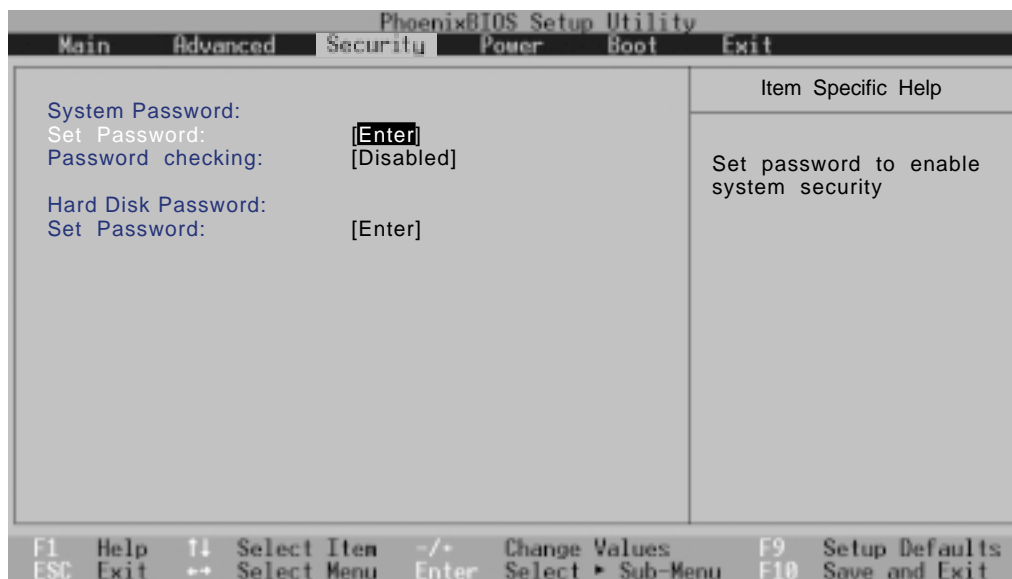 PhoenixBIOS Setup Utility
Main Advanced Security Power Boot Exit
System Password:
Set Password: [Enter]
Password checking: [Disabled]
Hard Disk Password:
Set Password: [Enter]
Item Specific Help
Set password to enable
system security
F1 Help ↑↓ Select Item -/+ Change Values F9 Setup Defaults
ESC Exit ←→ Select Menu Enter Select ▸ Sub-Menu F10 Save and Exit